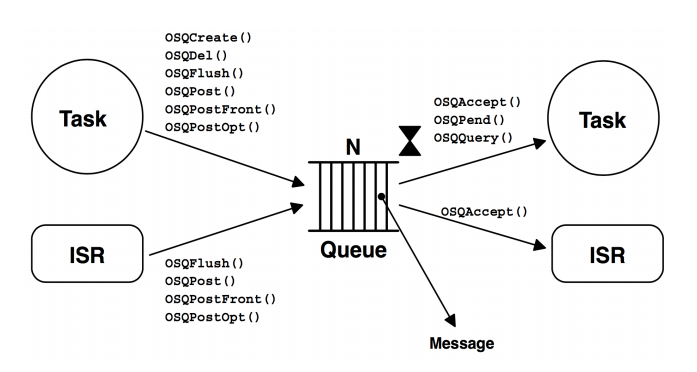 OSQCreate()
OSQDel()
OSQFlush()
OSQPost()
OSQPostFront()
OSQPostOpt()
Task
N
Queue
OSQAccept()
OSQPend()
OSQQuery()
Task
ISR
OSQFlush()
OSQPost()
OSQPostFront()
OSQPostOpt()
OSQAccept()
ISR
Message